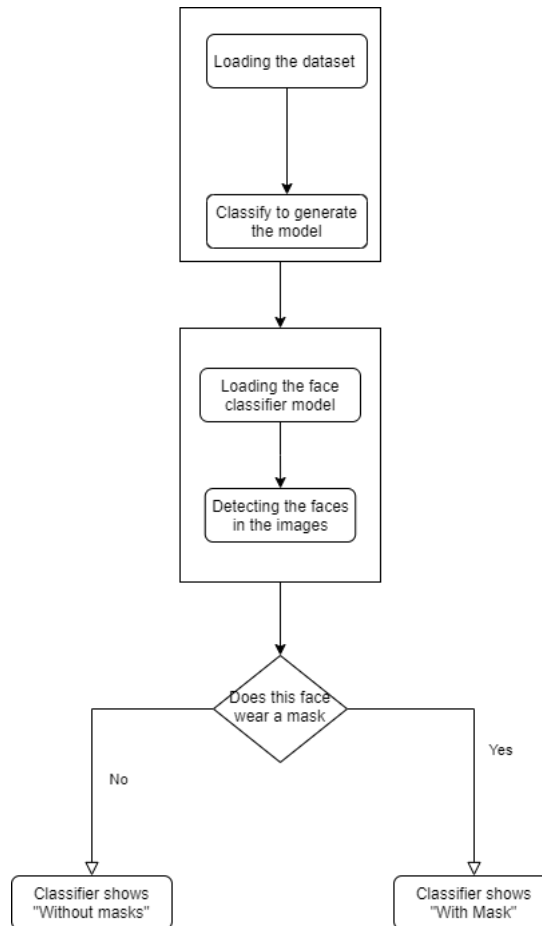 Loading the dataset
Classify to generate
the model
Loading the face
classifier model
Detecting the faces
in the images
Does this face
wear a mask
No
Yes
Classifier shows
"Without masks"
Classifier shows
"With Mask"